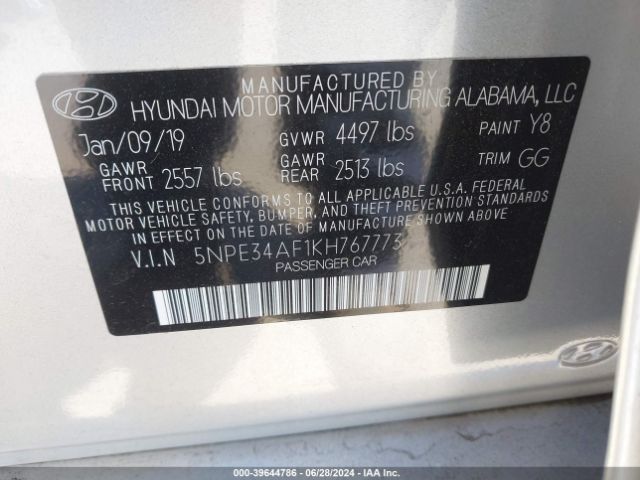 MANUFACTURED BY
HYUNDAI MOTOR MANUFACTURING ALABAMA, LLC
Jan/09/19 GVWR 4497 lbs PAINT Y8
GAWR FRONT 2557 lbs GAWR REAR 2513 lbs TRIM GG
THIS VEHICLE CONFORMS TO ALL APPLICABLE U.S.A. FEDERAL
MOTOR VEHICLE SAFETY, BUMPER, AND THEFT PREVENTION STANDARDS
IN EFFECT ON THE DATE OF MANUFACTURE SHOWN ABOVE
V.I.N 5NPE34AF1KH767773
PASSENGER CAR
000-39644786 | 06/28/2024 | IAA Inc.